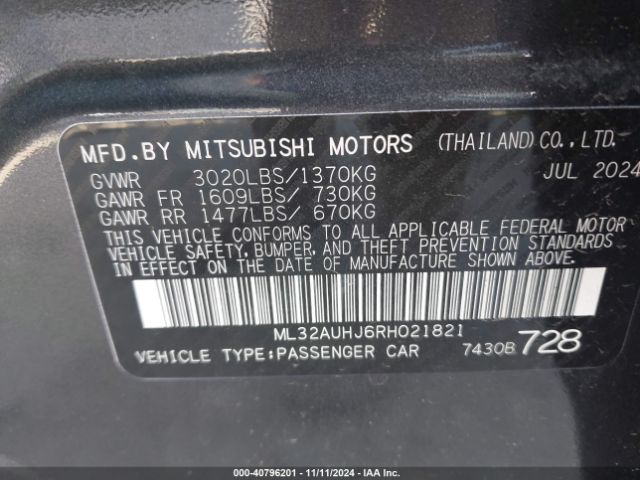 MFD.BY MITSUBISHI MOTORS (THAILAND)CO.,LTD.
GVWR 3020LBS/1370KG JUL 2024
GAWR FR 1609LBS/ 730KG
GAWR RR 1477LBS/ 670KG
THIS VEHICLE CONFORMS TO ALL APPLICABLE FEDERAL MOTOR
VEHICLE SAFETY, BUMPER, AND THEFT PREVENTION STANDARDS
IN EFFECT ON THE DATE OF MANUFACTURE SHOWN ABOVE.
ML32AUHJ6RH021821
VEHICLE TYPE:PASSENGER CAR 7430B 728
000-40796201 - 11/11/2024 - iaai.com